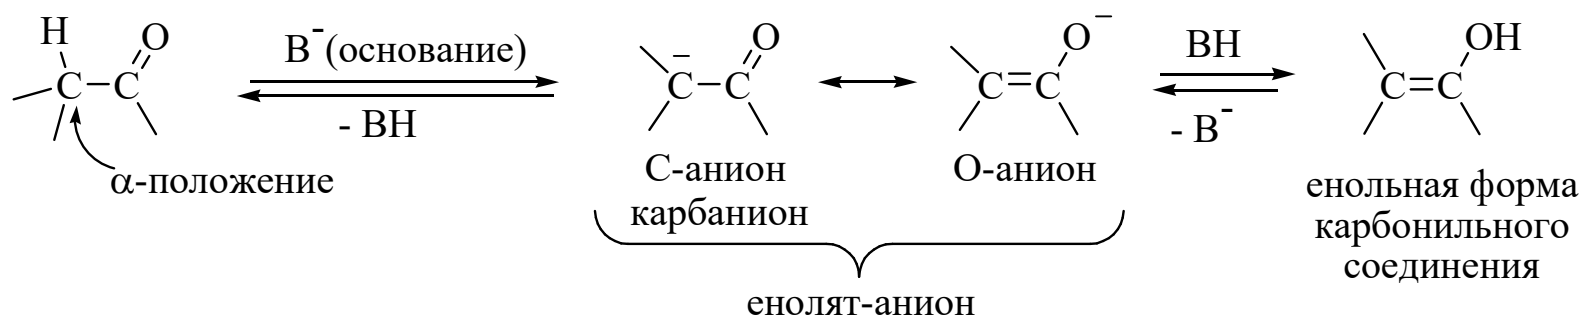 H
O
C
C
B⁻(основание)
- BH
α-положение
C
C
O
⁻
С-анион
карбанион
C=C
O⁻
О-анион
енолят-анион
BH
- B⁻
C=C
OH
енольная форма
карбонильного
соединения